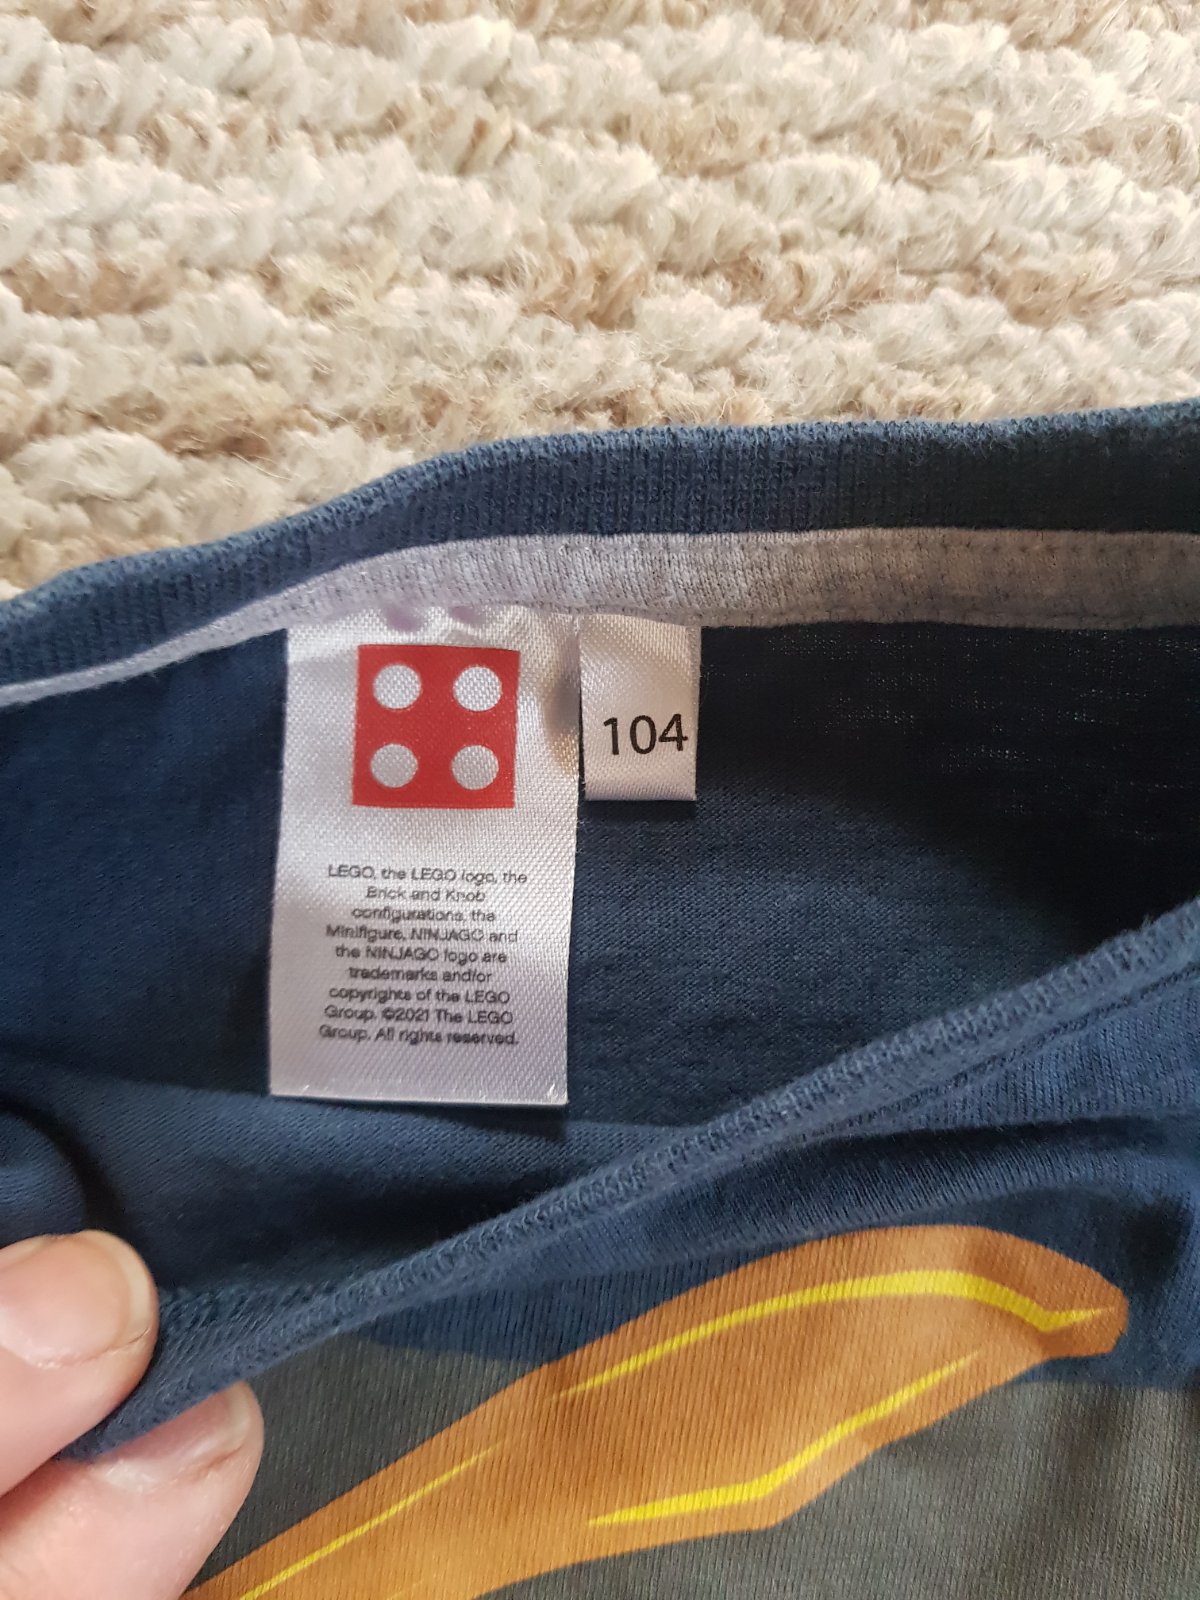 104
LEGO, the LEGO logo, the
Brick and Knob
configurations, the
Minifigure, NINJAGO and
the NINJAGO logo are
trademarks and/or
copyrights of the LEGO
Group. ©2021 The LEGO
Group. All rights reserved.